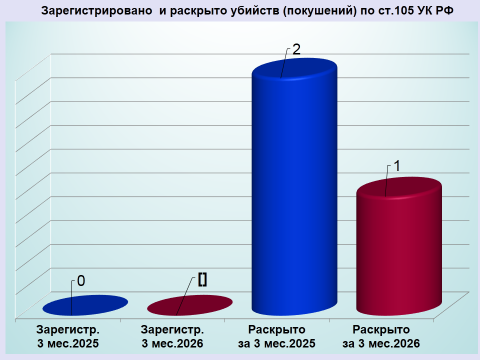 Зарегистрировано и раскрыто убийств (покушений) по ст.105 УК РФ
2
1
0
[]
Зарегистр.
3 мес.2025
Зарегистр.
3 мес.2026
Раскрыто
за 3 мес.2025
Раскрыто
за 3 мес.2026